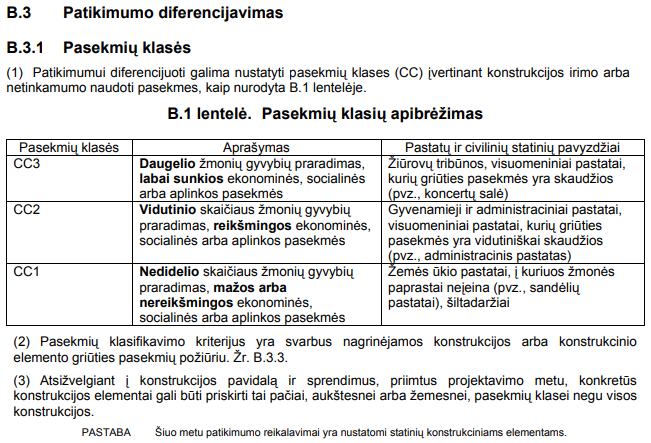 B.3 Patikimumo diferencijavimas
B.3.1 Pasekmių klasės
(1) Patikimumui diferencijuoti galima nustatyti pasekmių klases (CC) įvertinant konstrukcijos irimo arba
netinkamumo naudoti pasekmes, kaip nurodyta B.1 lentelėje.
B.1 lentelė. Pasekmių klasių apibrėžimas
Pasekmių klasės Aprašymas Pastatų ir civilinių statinių pavyzdžiai
CC3 Daugelio žmonių gyvybių praradimas, Žiūrovų tribūnos, visuomeniniai pastatai,
labai sunkios ekonominės, socialinės kurių griūties pasekmės yra skaudžios
arba aplinkos pasekmės (pvz., koncertų salė)
CC2 Vidutinio skaičiaus žmonių gyvybių Gyvenamieji ir administraciniai pastatai,
praradimas, reikšmingos ekonominės, visuomeniniai pastatai, kurių griūties
socialinės arba aplinkos pasekmės pasekmės yra vidutiniškai skaudžios
(pvz., administracinis pastatas)
CC1 Nedidelio skaičiaus žmonių gyvybių Žemės ūkio pastatai, į kuriuos žmonės
praradimas, mažos arba paprastai neįeina (pvz., sandėlių
nereikšmingos ekonominės, pastatai), šiltadaržiai
socialinės arba aplinkos pasekmės
(2) Pasekmių klasifikavimo kriterijus yra svarbus nagrinėjamos konstrukcijos arba konstrukcinio
elemento griūties pasekmių požiūriu. Žr. B.3.3.
(3) Atsižvelgiant į konstrukcijos pavidalą ir sprendimus, priimtus projektavimo metu, konkretūs
konstrukcijos elementai gali būti priskirti tai pačiai, aukštesnei arba žemesnei, pasekmių klasei negu visos
konstrukcijos.
PASTABA Šiuo metu patikimumo reikalavimai yra nustatomi statinių konstrukciniams elementams.